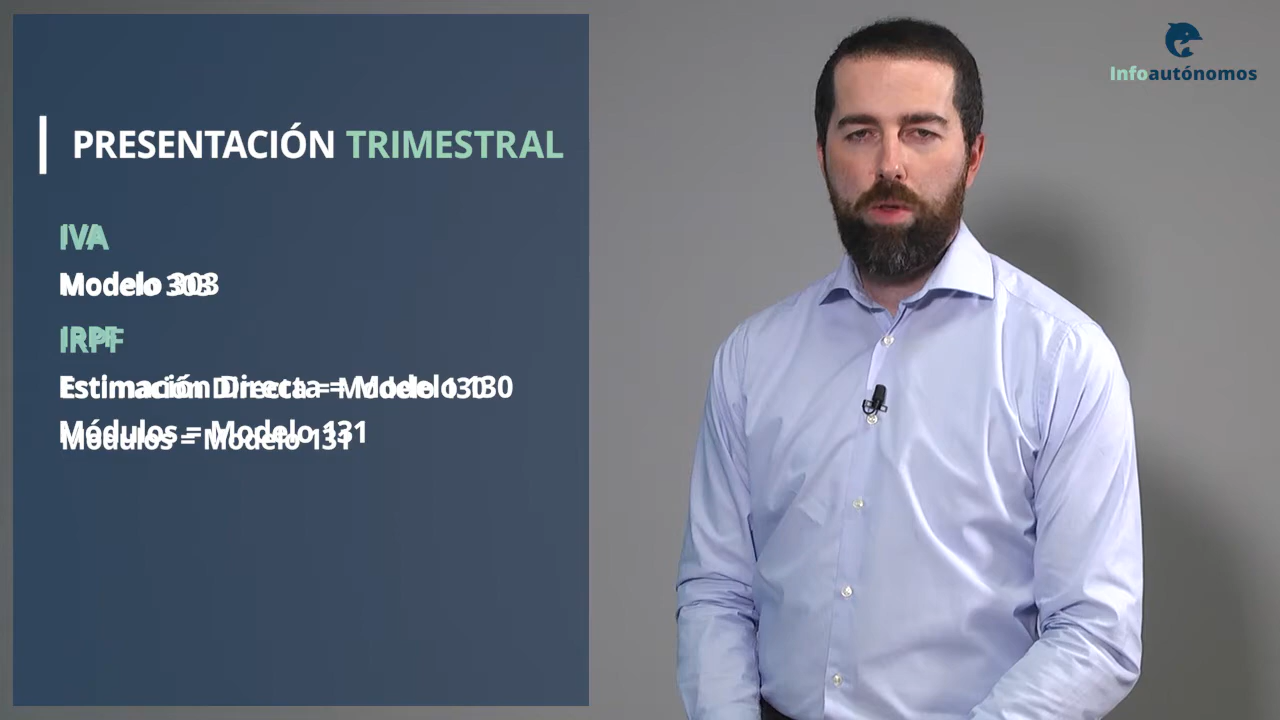 Infoautónomos
PRESENTACIÓN TRIMESTRAL
IVA
Modelo 303
IRPF
Estimación Directa = Modelo 130
Módulos = Modelo 131